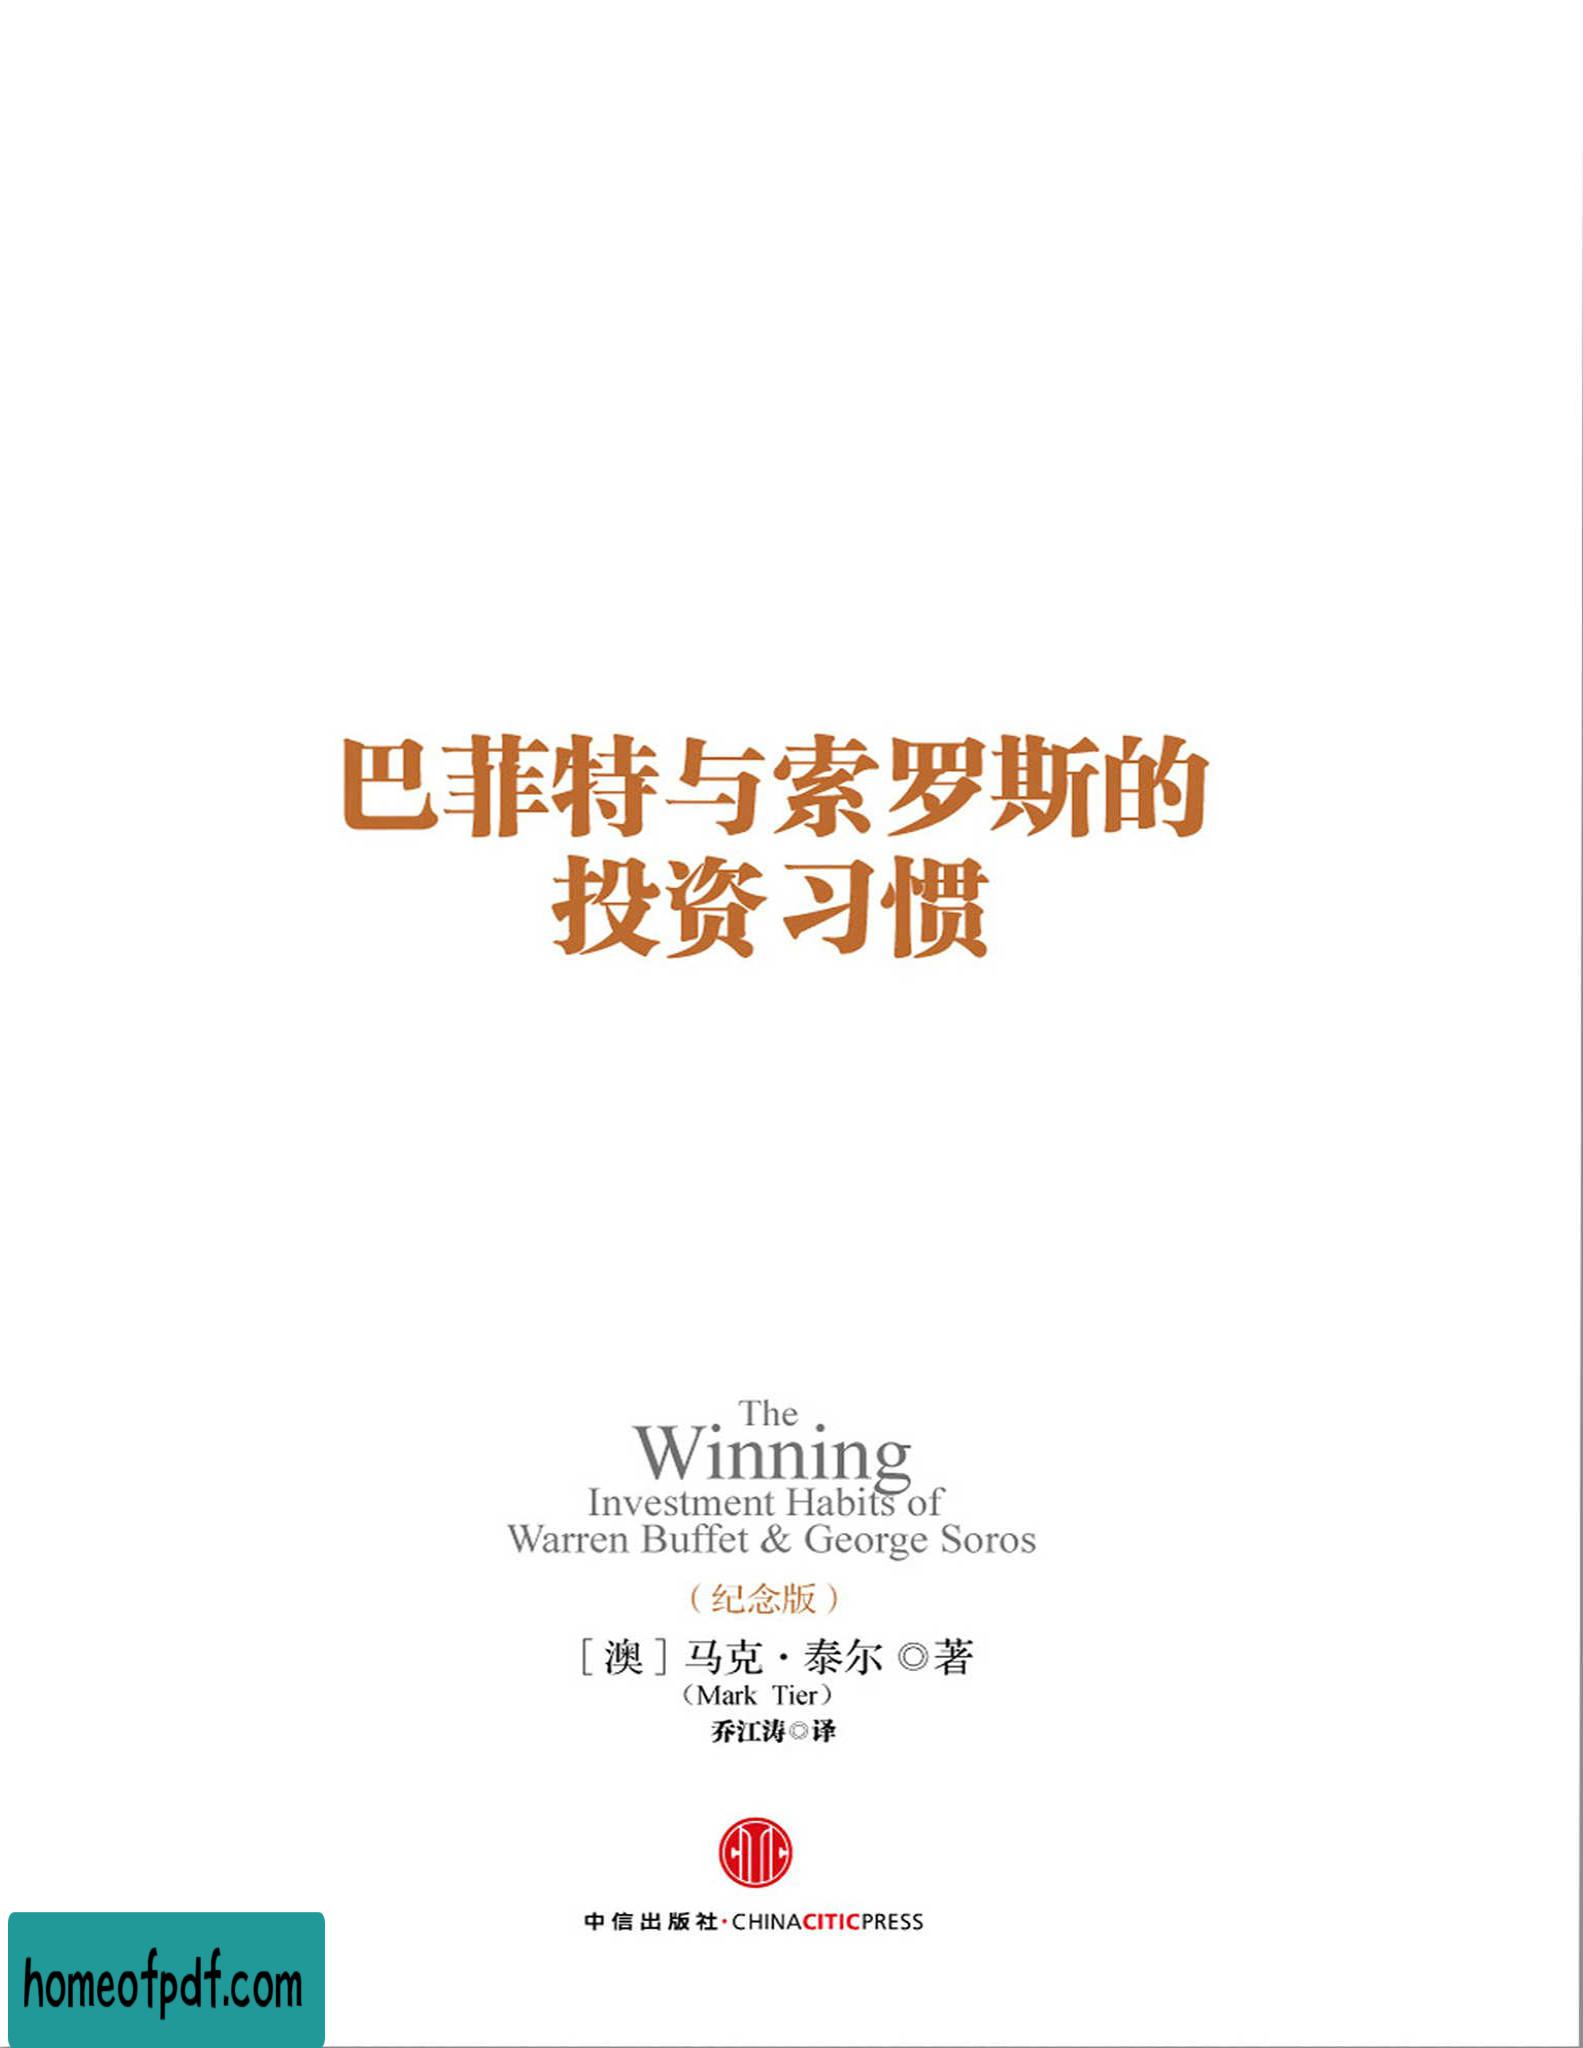 巴菲特与索罗斯的
投资习惯
The
Winning
Investment Habits of
Warren Buffet & George Soros
（纪念版）
［澳］马克·泰尔◎著
（Mark Tier）
乔江涛◎译
中信出版社·CHINACITICPRESS
homeofpdf.com